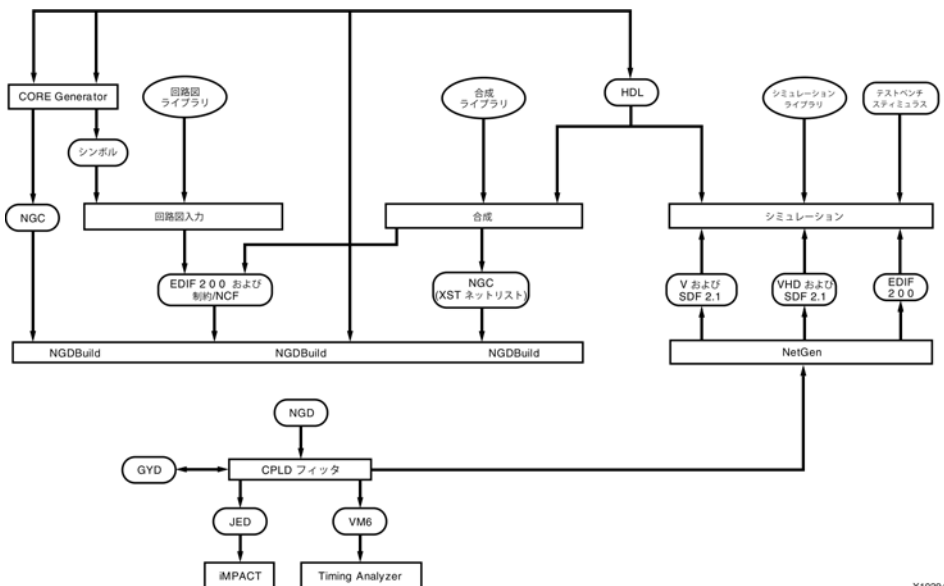 CORE Generator
回路図
ライブラリ
合成
ライブラリ
HDL
シミュレーション
ライブラリ
テストベンチ
スティミュラス
シンボル
NGC
回路図入力
合成
シミュレーション
EDIF 2 0 0 および
制約/NCF
NGC
(XST ネットリスト)
V および
SDF 2.1
VHD および
SDF 2.1
EDIF
2 0 0
NGDBuild
NGDBuild
NGDBuild
NetGen
NGD
GYD
CPLD フィッタ
JED
VM6
iMPACT
Timing Analyzer